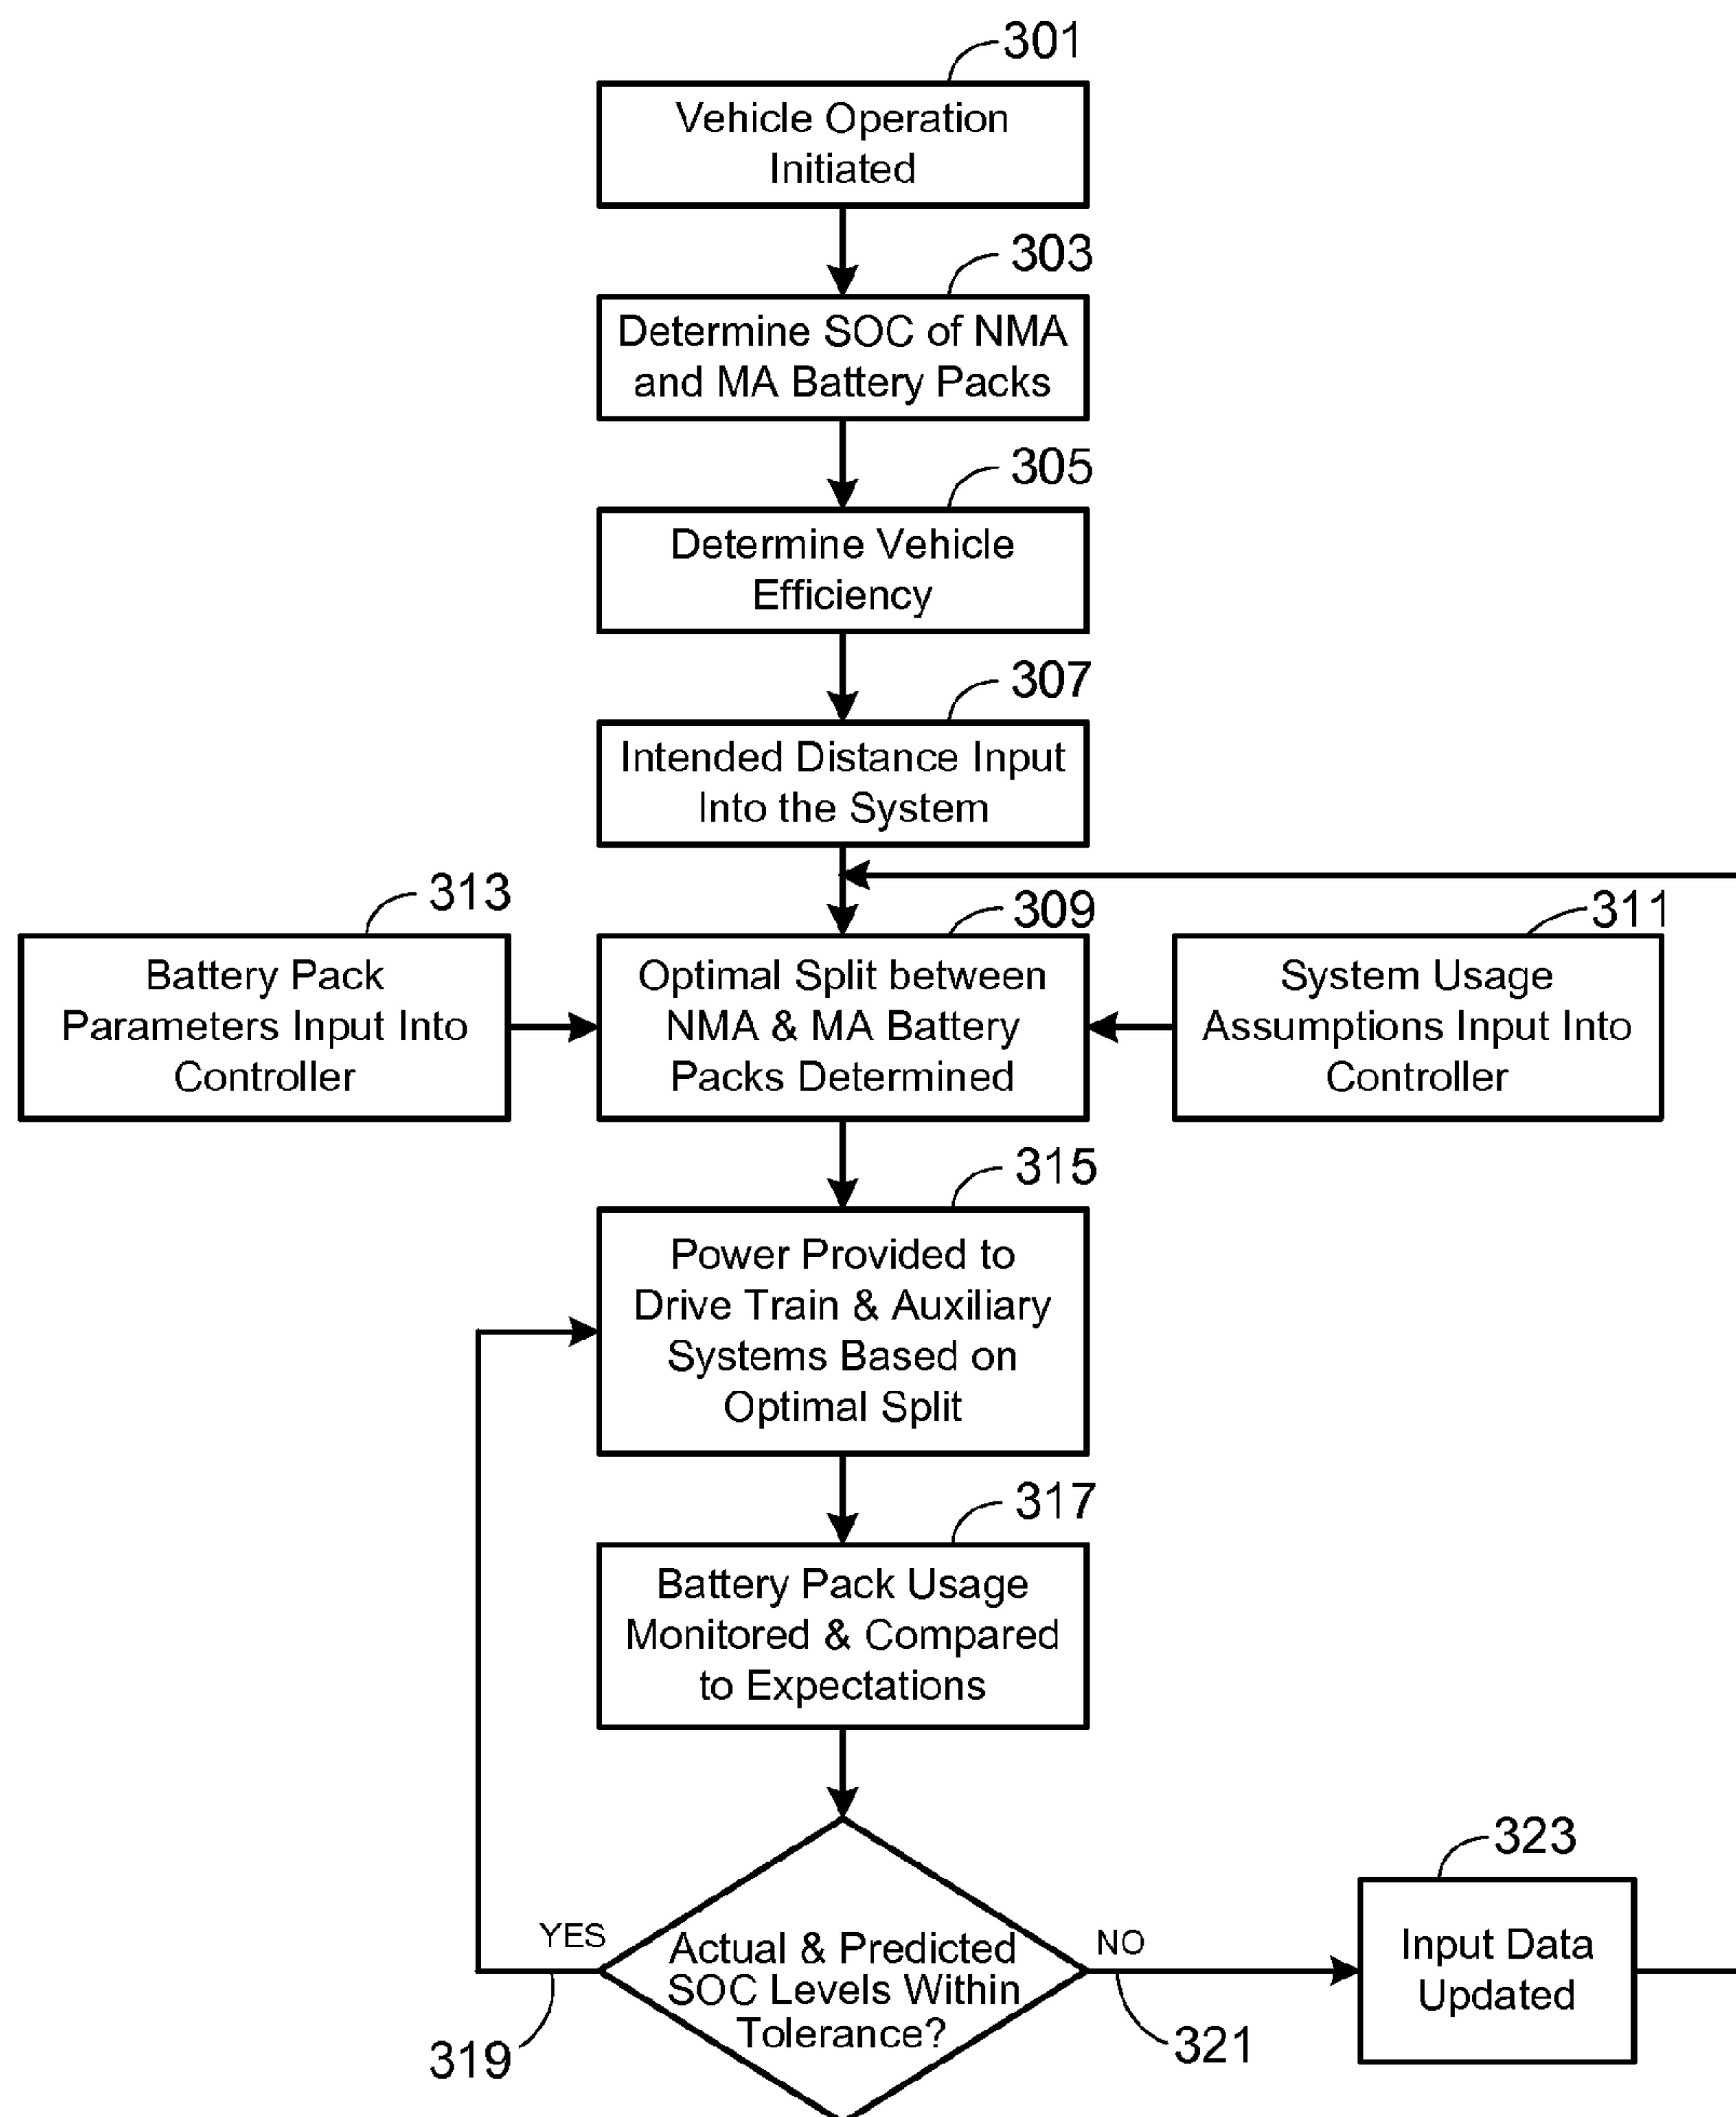 301
Vehicle Operation
Initiated
303
Determine SOC of NMA
and MA Battery Packs
305
Determine Vehicle
Efficiency
307
Intended Distance Input
Into the System
313
Battery Pack
Parameters Input Into
Controller
309
Optimal Split between
NMA & MA Battery
Packs Determined
311
System Usage
Assumptions Input Into
Controller
315
Power Provided to
Drive Train & Auxiliary
Systems Based on
Optimal Split
317
Battery Pack Usage
Monitored & Compared
to Expectations
YES
319
Actual & Predicted
SOC Levels Within
Tolerance?
NO
321
323
Input Data
Updated